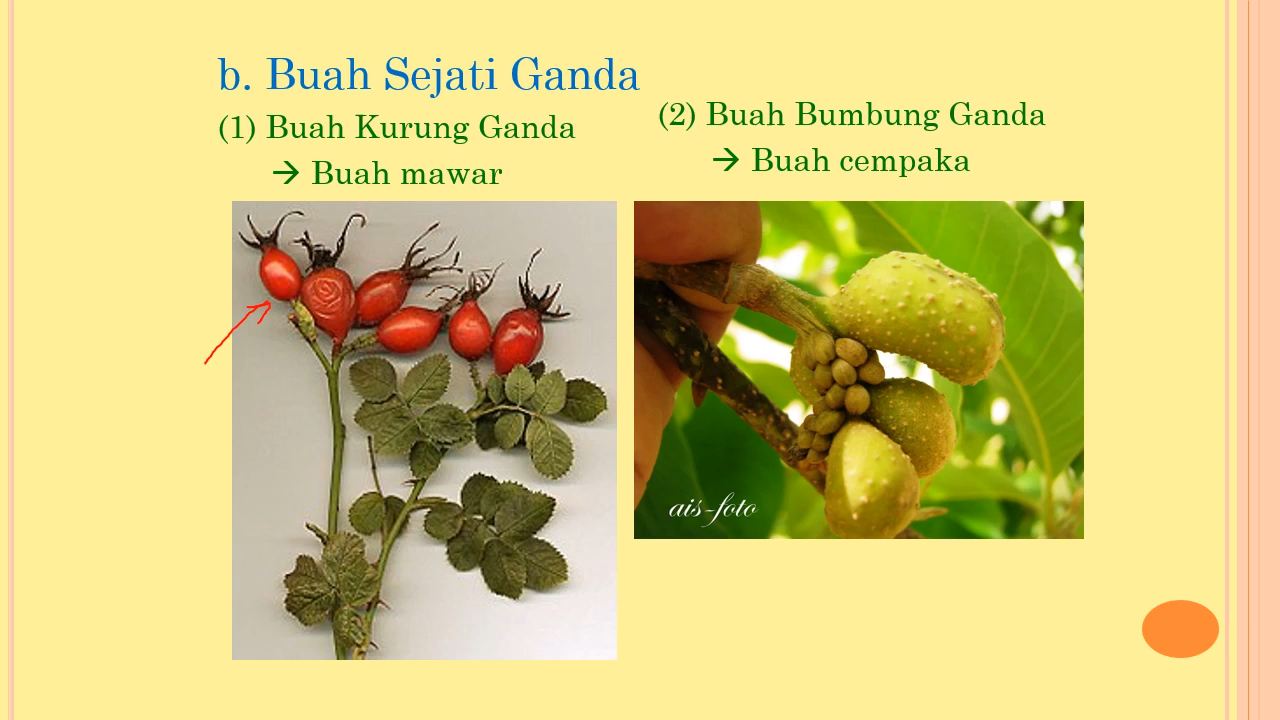 b. Buah Sejati Ganda
(1) Buah Kurung Ganda
→ Buah mawar
(2) Buah Bumbung Ganda
→ Buah cempaka
ais-foto